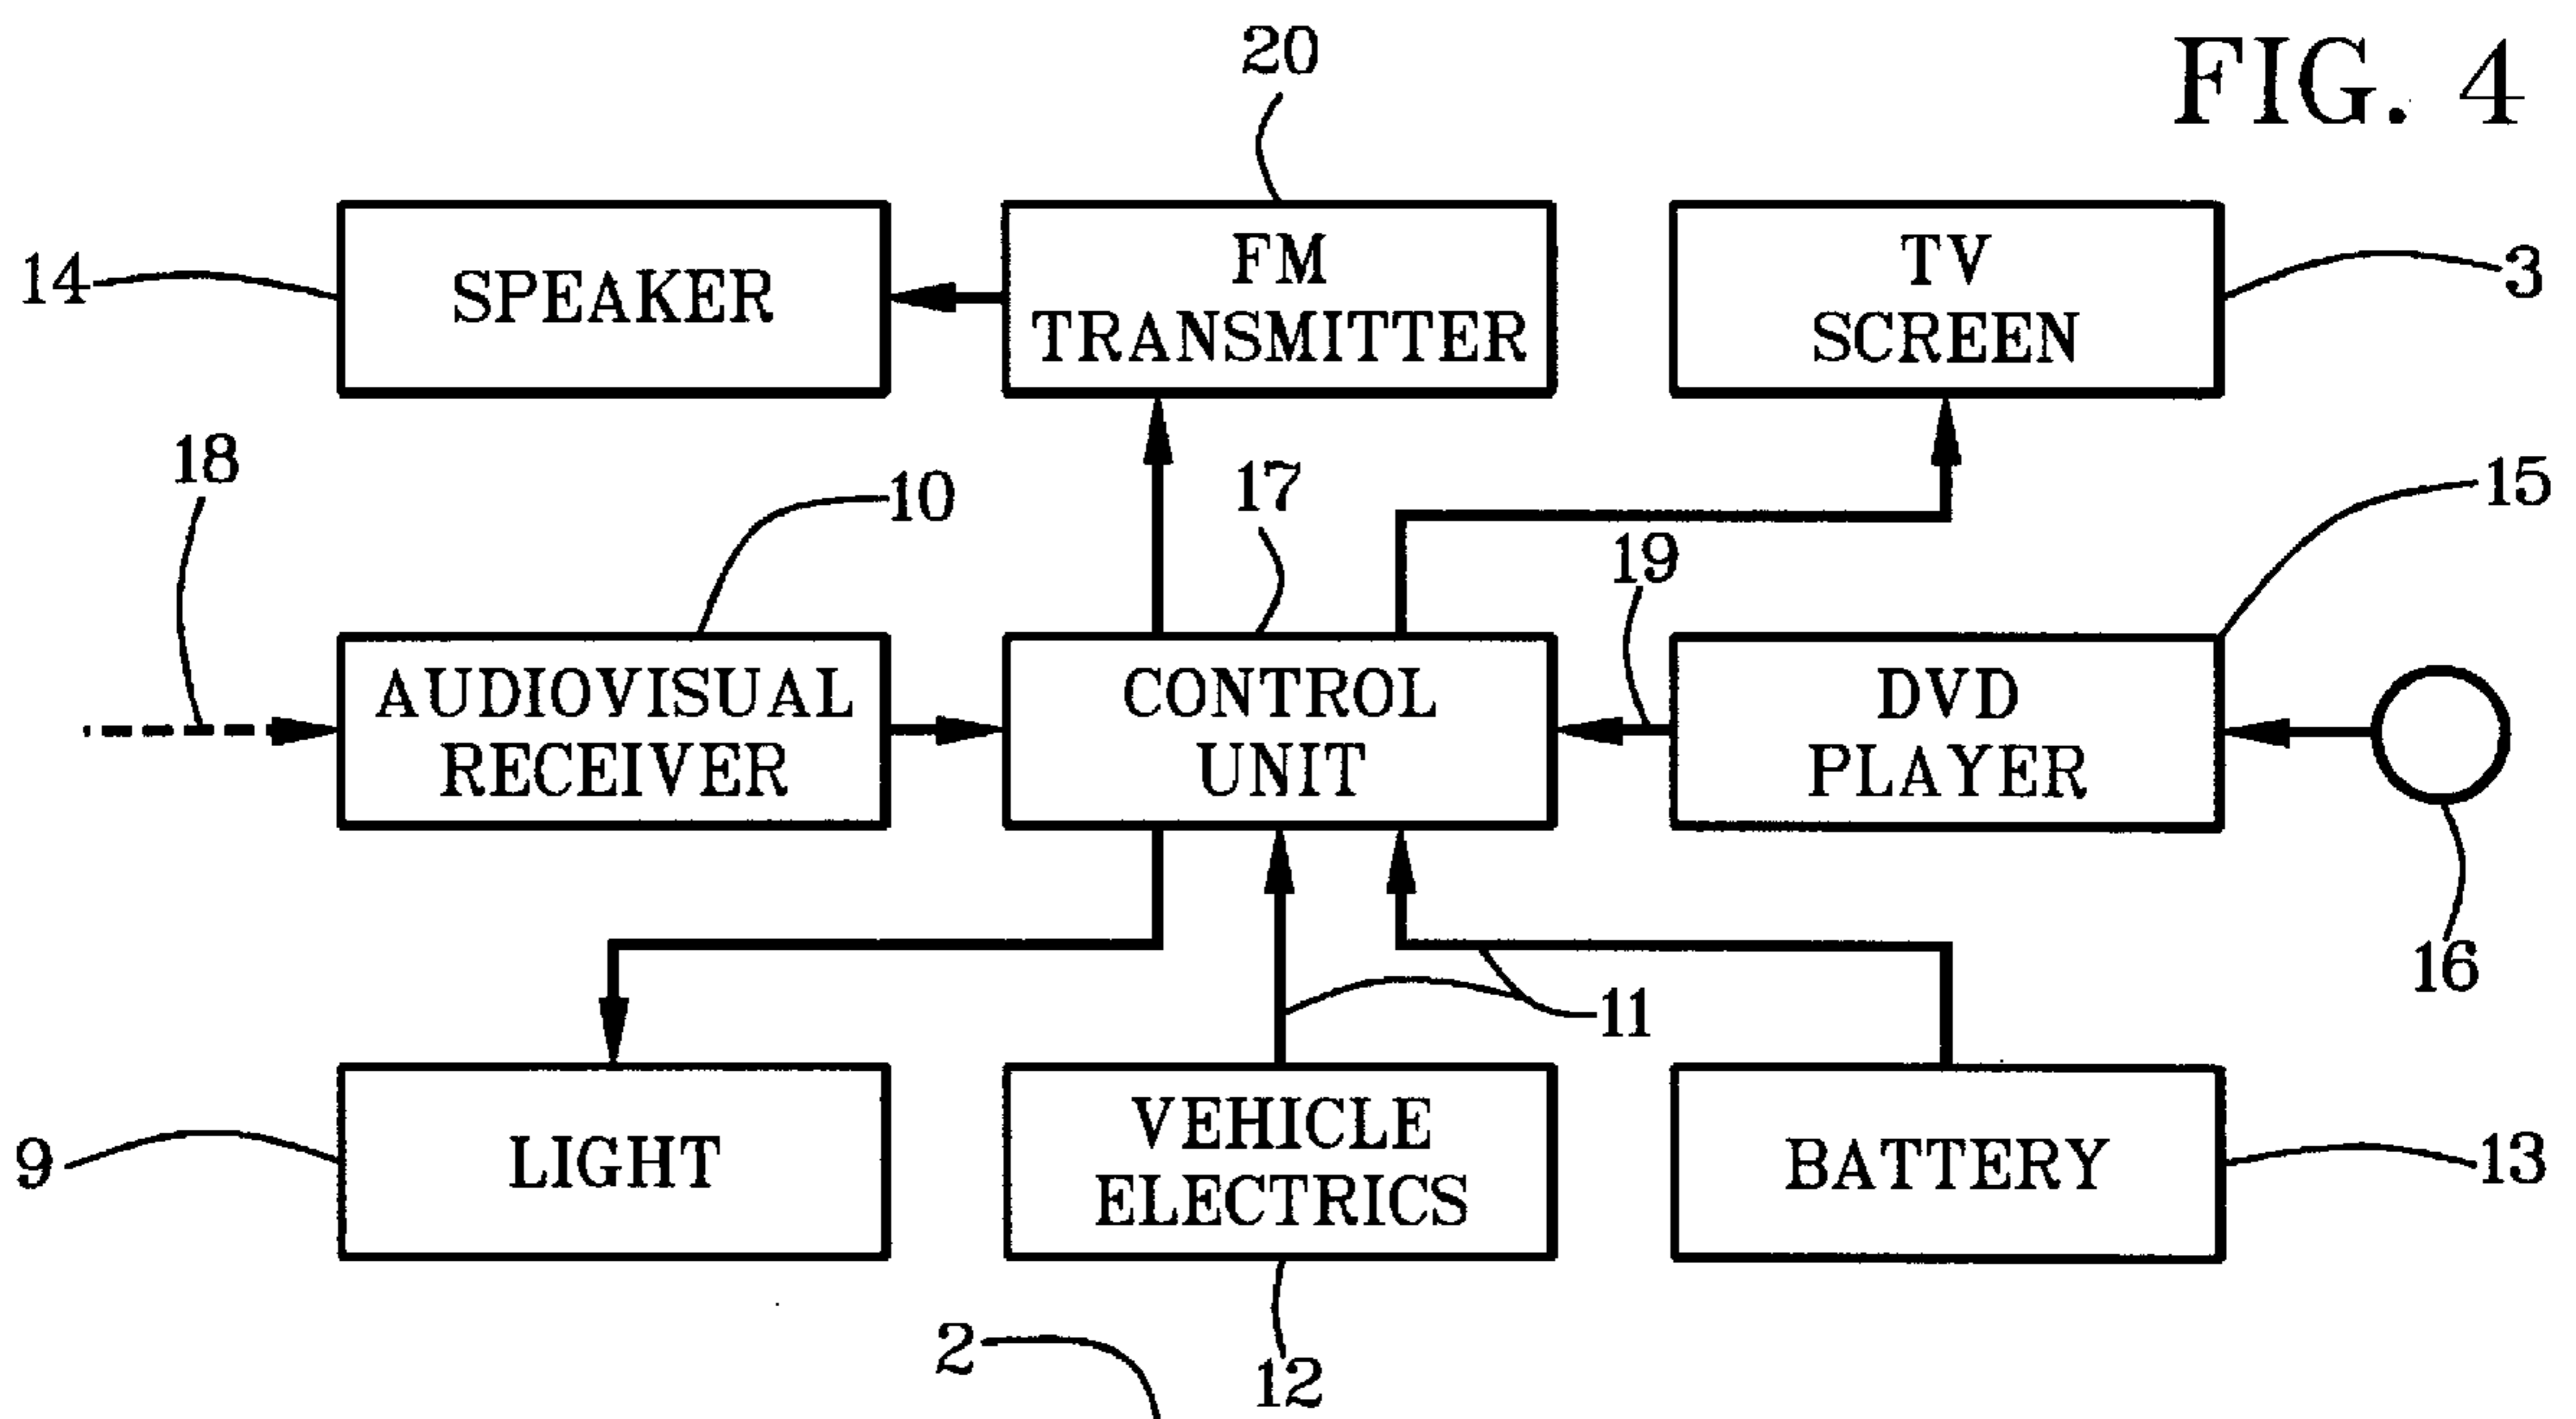 20
FIG. 4
14
SPEAKER
FM
TRANSMITTER
TV
SCREEN
3
18
10
17
15
19
AUDIOVISUAL
RECEIVER
CONTROL
UNIT
DVD
PLAYER
16
11
9
LIGHT
VEHICLE
ELECTRICS
BATTERY
13
2
12